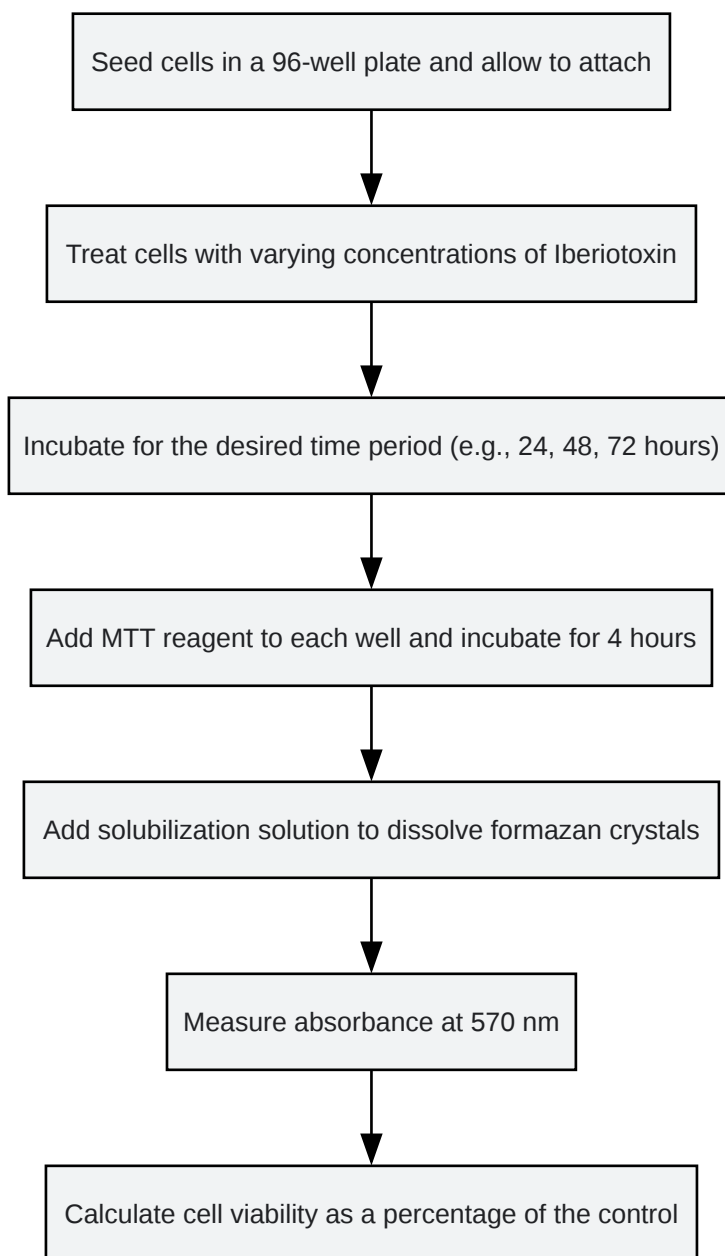 Seed cells in a 96-well plate and allow to attach
Treat cells with varying concentrations of Iberiotoxin
Incubate for the desired time period (e.g., 24, 48, 72 hours)
Add MTT reagent to each well and incubate for 4 hours
Add solubilization solution to dissolve formazan crystals
Measure absorbance at 570 nm
Calculate cell viability as a percentage of the control